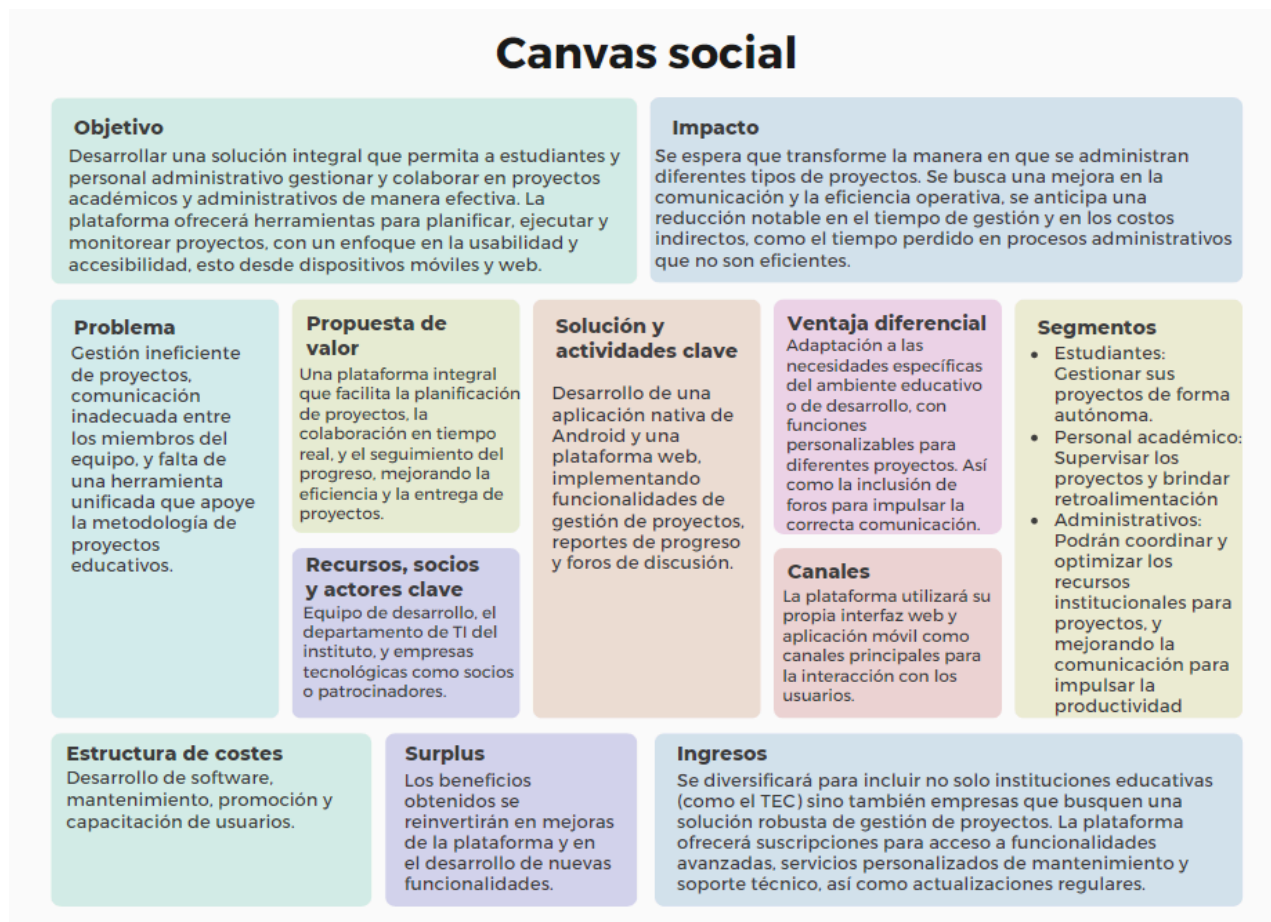 Canvas social
Objetivo
Desarrollar una solución integral que permita a estudiantes y
personal administrativo gestionar y colaborar en proyectos
académicos y administrativos de manera efectiva. La
plataforma ofrecerá herramientas para planificar, ejecutar y
monitorear proyectos, con un enfoque en la usabilidad y
accesibilidad, esto desde dispositivos móviles y web.
Impacto
Se espera que transforme la manera en que se administran
diferentes tipos de proyectos. Se busca una mejora en la
comunicación y la eficiencia operativa, se anticipa una
reducción notable en el tiempo de gestión y en los costos
indirectos, como el tiempo perdido en procesos administrativos
que no son eficientes.
Problema
Gestión ineficiente
de proyectos,
comunicación
inadecuada entre
los miembros del
equipo, y falta de
una herramienta
unificada que apoye
la metodología de
proyectos
educativos.
Propuesta de
valor
Una plataforma integral
que facilita la planificación
de proyectos, la
colaboración en tiempo
real, y el seguimiento del
progreso, mejorando la
eficiencia y la entrega de
proyectos.
Recursos, socios
y actores clave
Equipo de desarrollo, el
departamento de TI del
instituto, y empresas
tecnológicas como socios
o patrocinadores.
Solución y
actividades clave
Desarrollo de una
aplicación nativa de
Android y una
plataforma web,
implementando
funcionalidades de
gestión de proyectos,
reportes de progreso
y foros de discusión.
Ventaja diferencial
Adaptación a las
necesidades específicas
del ambiente educativo
o de desarrollo, con
funciones
personalizables para
diferentes proyectos. Así
como la inclusión de
foros para impulsar la
correcta comunicación.
Canales
La plataforma utilizará su
propia interfaz web y
aplicación móvil como
canales principales para
la interacción con los
usuarios.
Segmentos
• Estudiantes:
Gestionar sus
proyectos de forma
autónoma.
• Personal académico:
Supervisar los
proyectos y brindar
retroalimentación
• Administrativos:
Podrán coordinar y
optimizar los
recursos
institucionales para
proyectos, y
mejorando la
comunicación para
impulsar la
productividad
Estructura de costes
Desarrollo de software,
mantenimiento, promoción y
capacitación de usuarios.
Surplus
Los beneficios
obtenidos se
reinvertirán en mejoras
de la plataforma y en
el desarrollo de nuevas
funcionalidades.
Ingresos
Se diversificará para incluir no solo instituciones educativas
(como el TEC) sino también empresas que busquen una
solución robusta de gestión de proyectos. La plataforma
ofrecerá suscripciones para acceso a funcionalidades
avanzadas, servicios personalizados de mantenimiento y
soporte técnico, así como actualizaciones regulares.